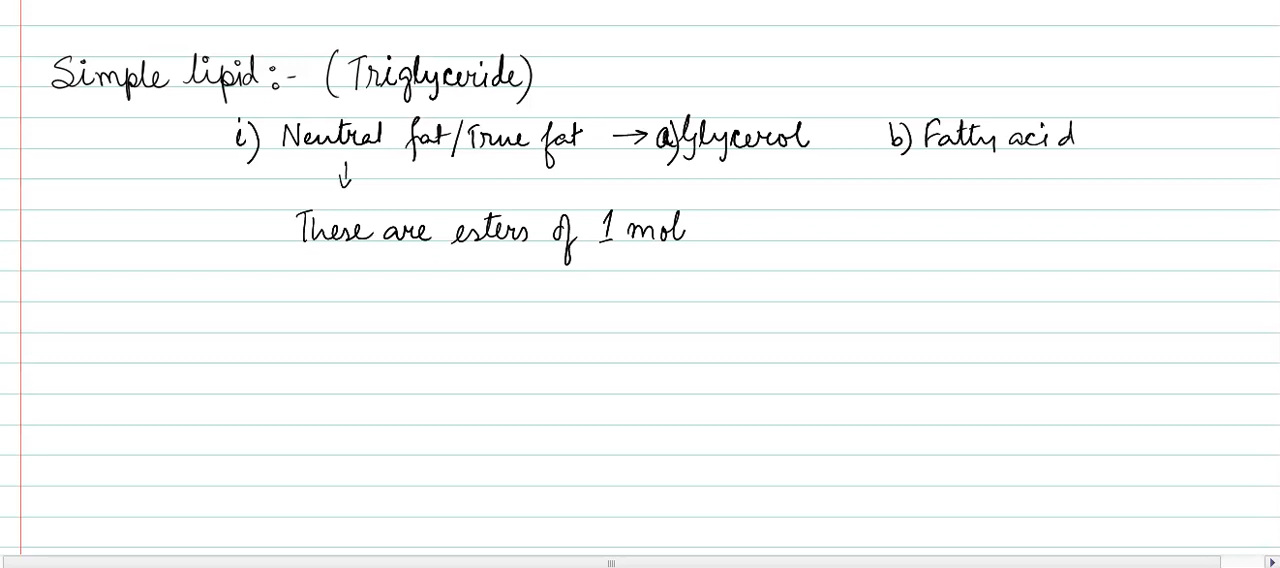 Simple lipid :- (Triglyceride)
i) Neutral fat/True fat → a) Glycerol b) Fatty acid
↓
These are esters of 1 mol